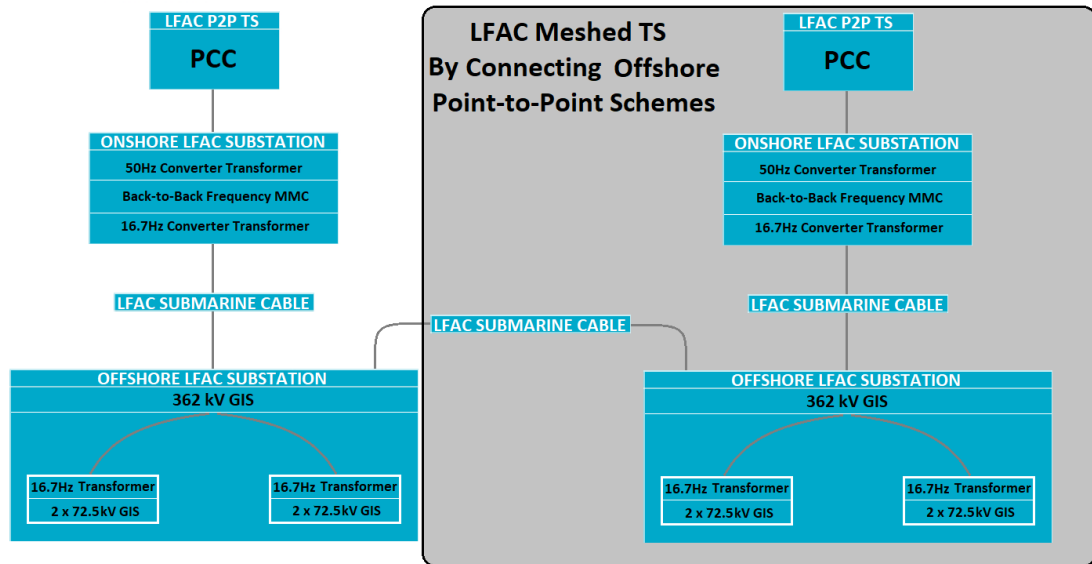 LFAC P2P TS
PCC
ONSHORE LFAC SUBSTATION
50Hz Converter Transformer
Back-to-Back Frequency MMC
16.7Hz Converter Transformer
LFAC SUBMARINE CABLE
OFFSHORE LFAC SUBSTATION
362 kV GIS
16.7Hz Transformer
2 x 72.5kV GIS
16.7Hz Transformer
2 x 72.5kV GIS
LFAC Meshed TS
By Connecting Offshore
Point-to-Point Schemes
LFAC SUBMARINE CABLE
LFAC P2P TS
PCC
ONSHORE LFAC SUBSTATION
50Hz Converter Transformer
Back-to-Back Frequency MMC
16.7Hz Converter Transformer
LFAC SUBMARINE CABLE
OFFSHORE LFAC SUBSTATION
362 kV GIS
16.7Hz Transformer
2 x 72.5kV GIS
16.7Hz Transformer
2 x 72.5kV GIS